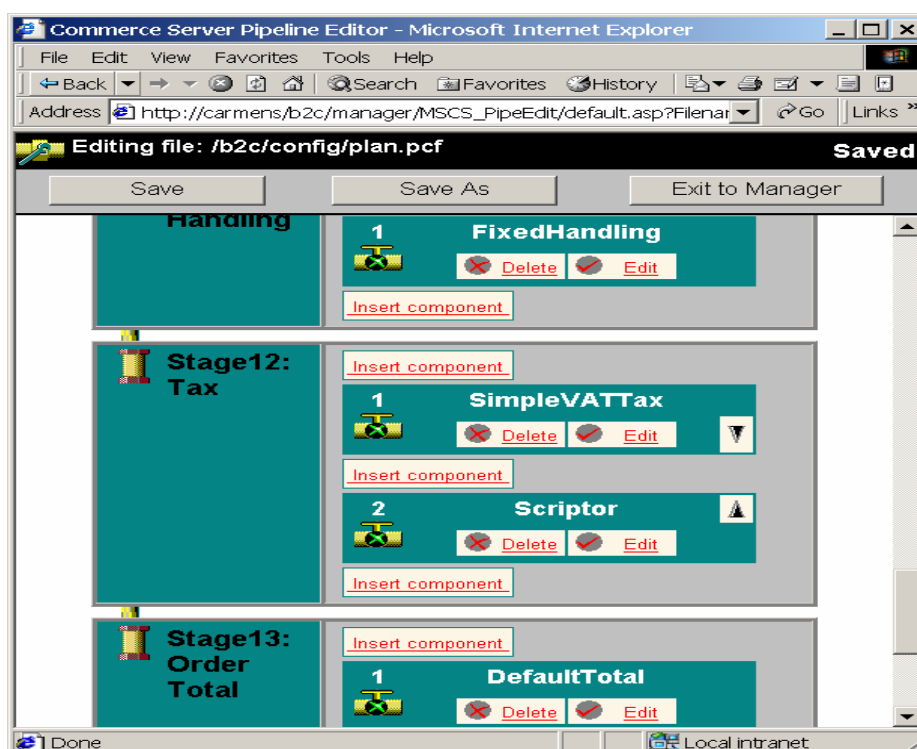 Commerce Server Pipeline Editor - Microsoft Internet Explorer
File Edit View Favorites Tools Help
Back Search Favorites History
Address http://carmens/b2c/manager/MSCS_PipeEdit/default.asp?Filenar Go Links »
Editing file: /b2c/config/plan.pcf Saved
Save Save As Exit to Manager
Handling
1 FixedHandling
Delete Edit
Insert component
Stage12:
Tax
Insert component
1 SimpleVATTax
Delete Edit
Insert component
2 Scriptor
Delete Edit
Insert component
Stage13:
Order
Total
Insert component
1 DefaultTotal
Delete Edit
Done Local intranet